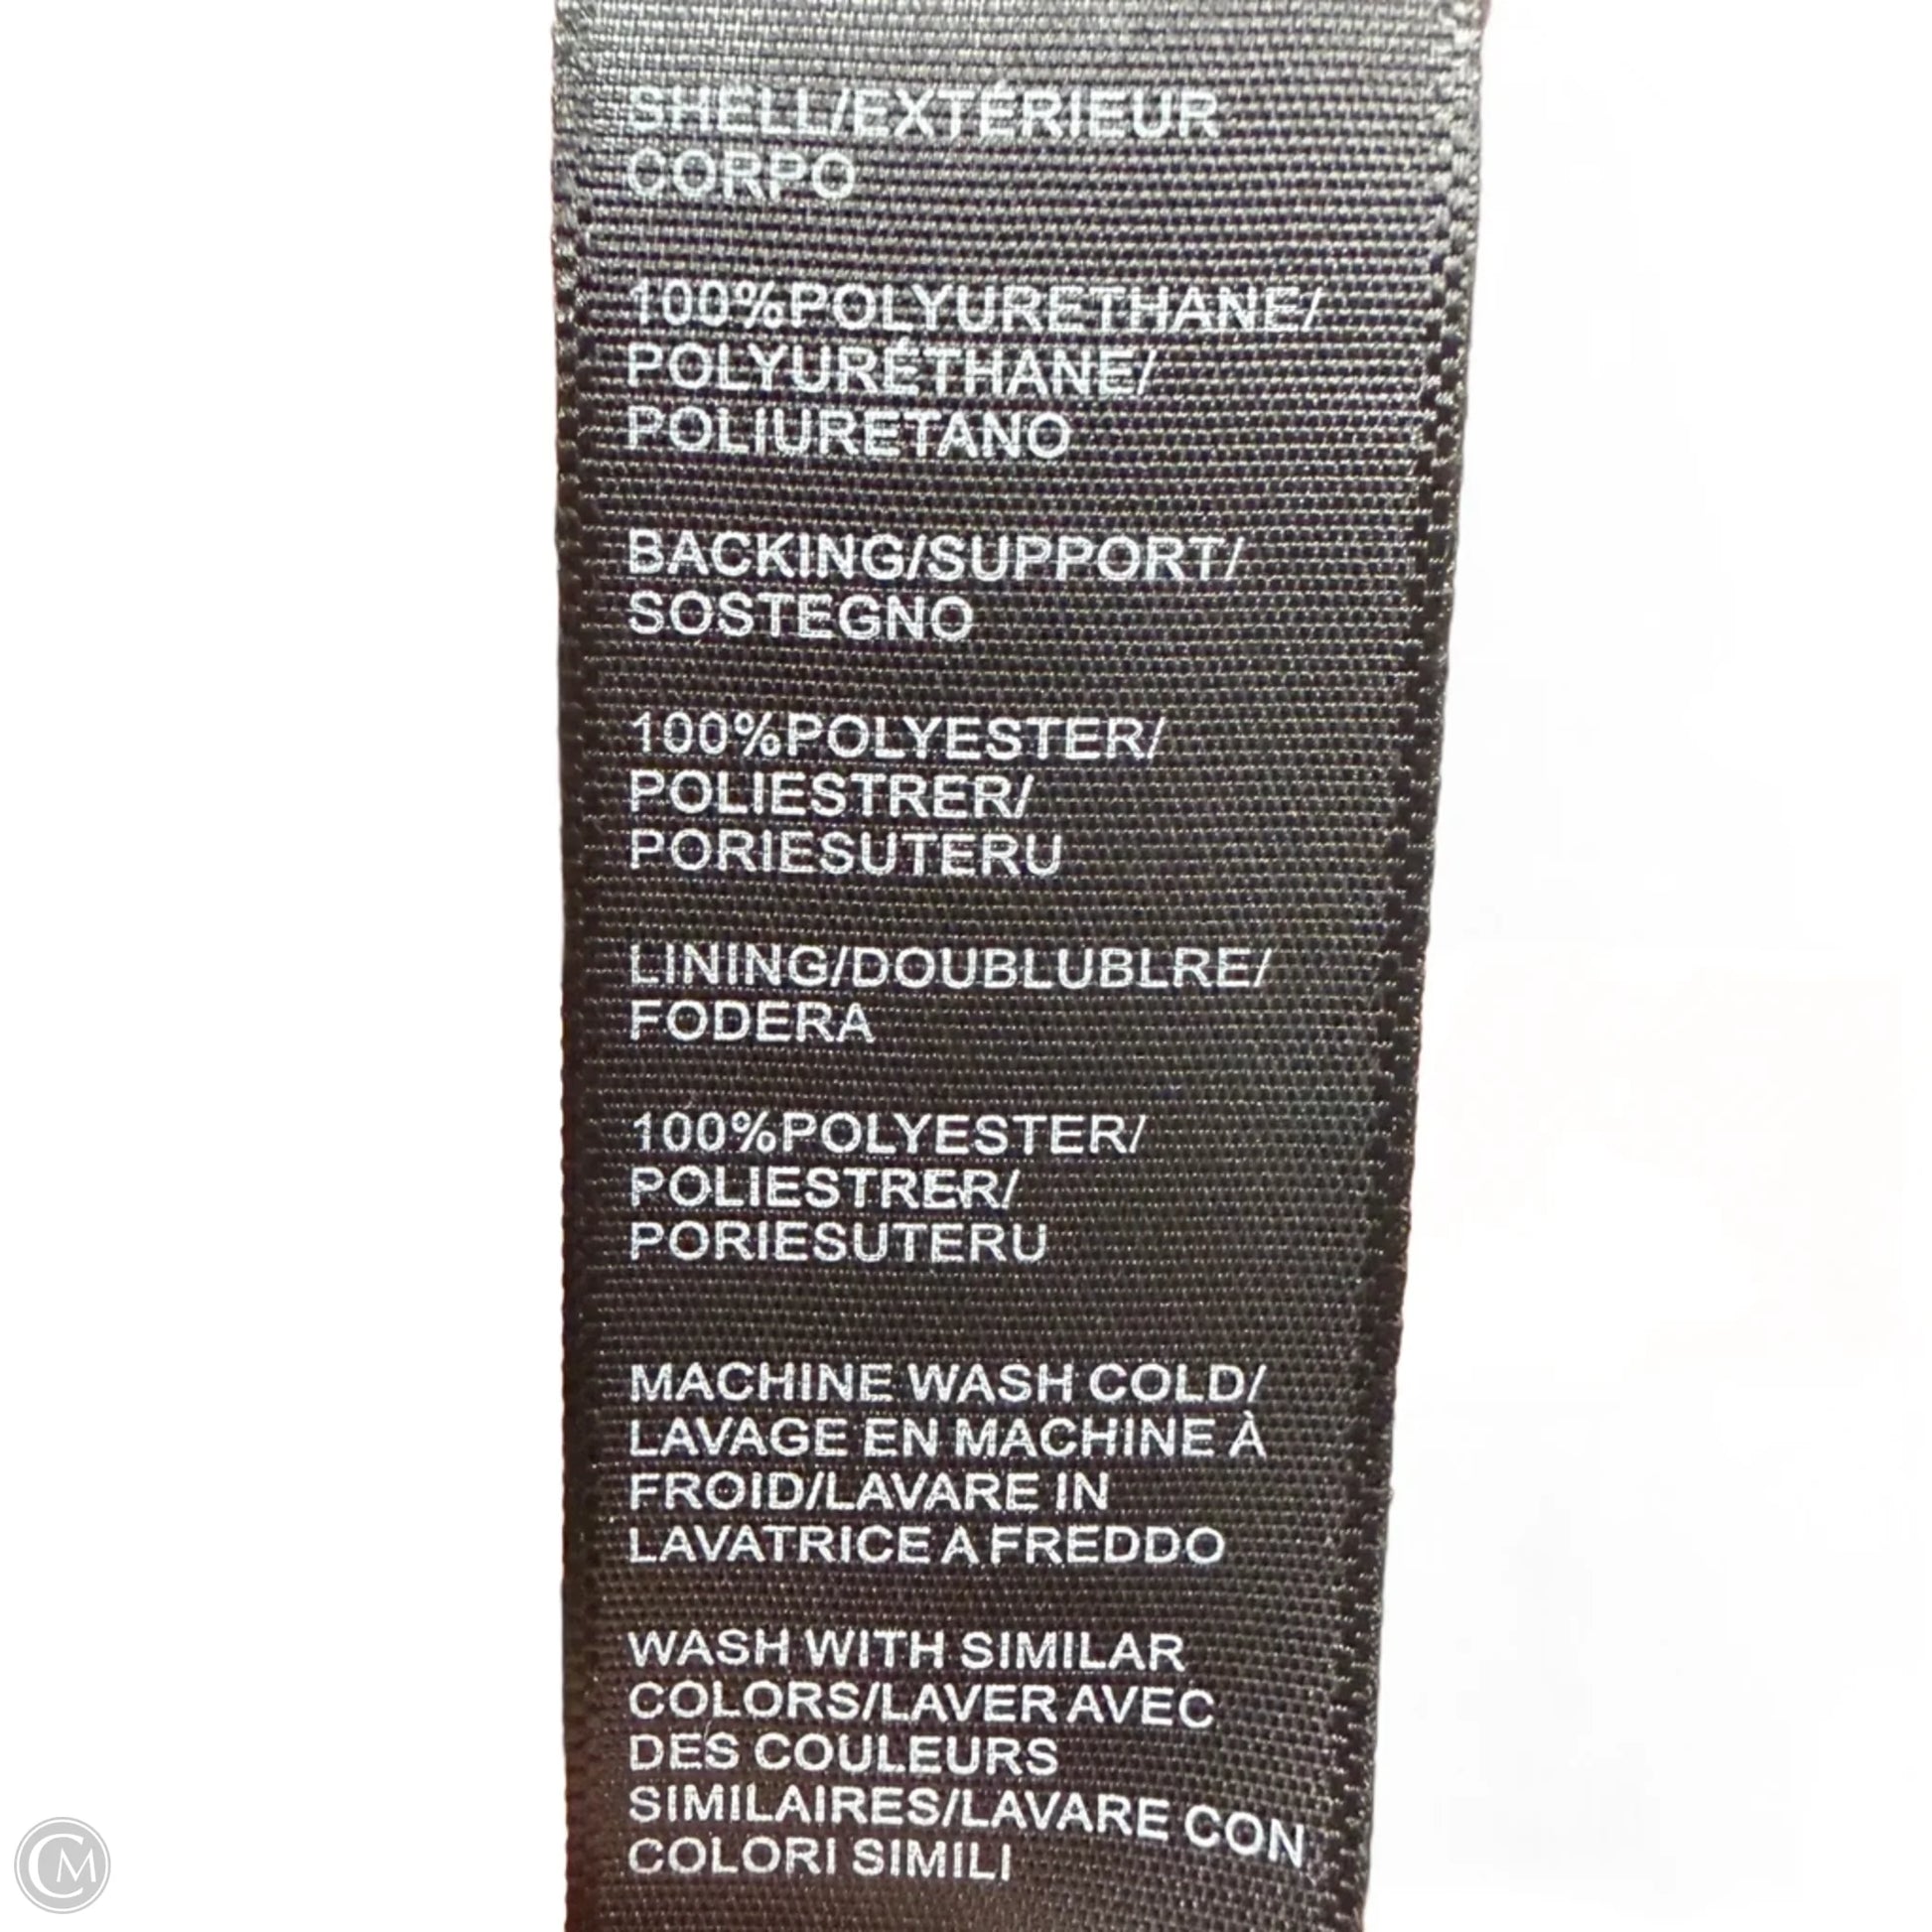 SHELL/EXTÉRIEUR
CORPO
100%POLYURETHANE/
POLYURÉTHANE/
POLIURETANO
BACKING/SUPPORT/
SOSTEGNO
100%POLYESTER/
POLIESTRER/
PORIESUTERU
LINING/DOUBLUBLRE/
FODERA
100%POLYESTER/
POLIESTRER/
PORIESUTERU
MACHINE WASH COLD/
LAVAGE EN MACHINE À
FROID/LAVARE IN
LAVATRICE A FREDDO
WASH WITH SIMILAR
COLORS/LAVER AVEC
DES COULEURS
SIMILAIRES/LAVARE CON
COLORI SIMILI
CM